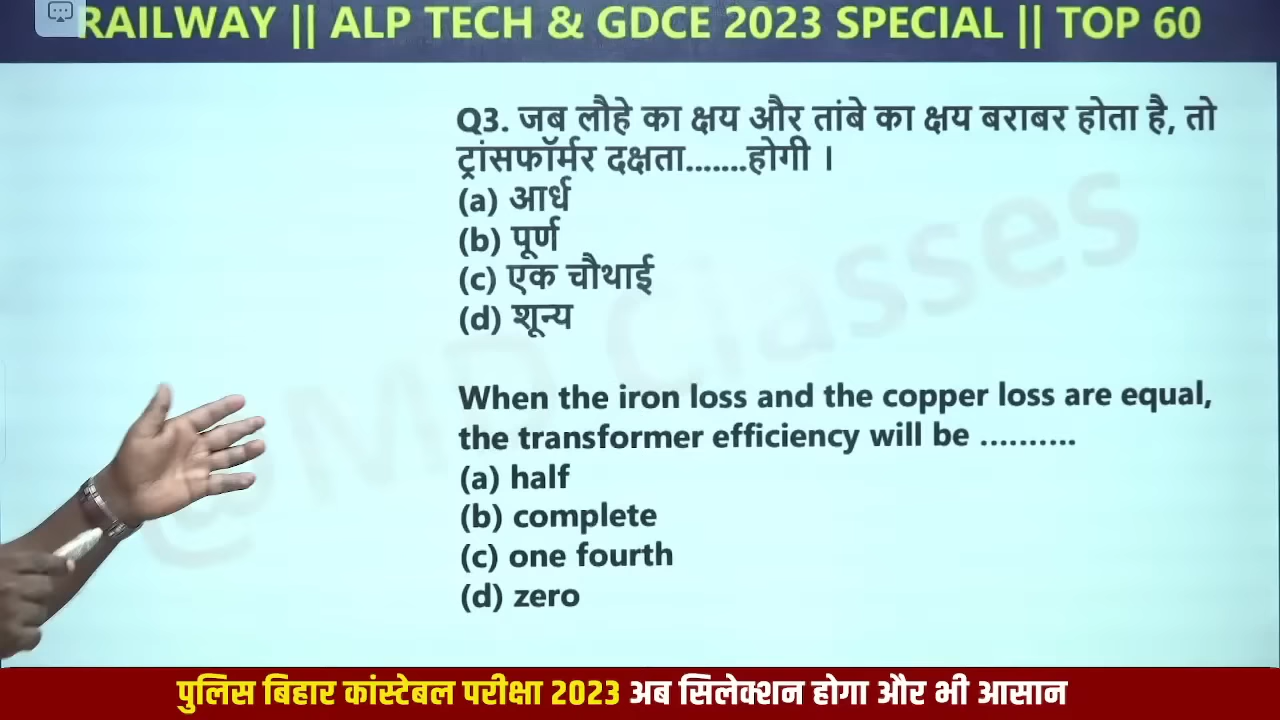 RAILWAY || ALP TECH & GDCE 2023 SPECIAL || TOP 60
Q3. जब लौहे का क्षय और तांबे का क्षय बराबर होता है, तो
ट्रांसफॉर्मर दक्षता.......होगी ।
(a) आर्ध
(b) पूर्ण
(c) एक चौथाई
(d) शून्य
When the iron loss and the copper loss are equal,
the transformer efficiency will be ..........
(a) half
(b) complete
(c) one fourth
(d) zero
@MD Classes
पुलिस बिहार कांस्टेबल परीक्षा 2023 अब सिलेक्शन होगा और भी आसान